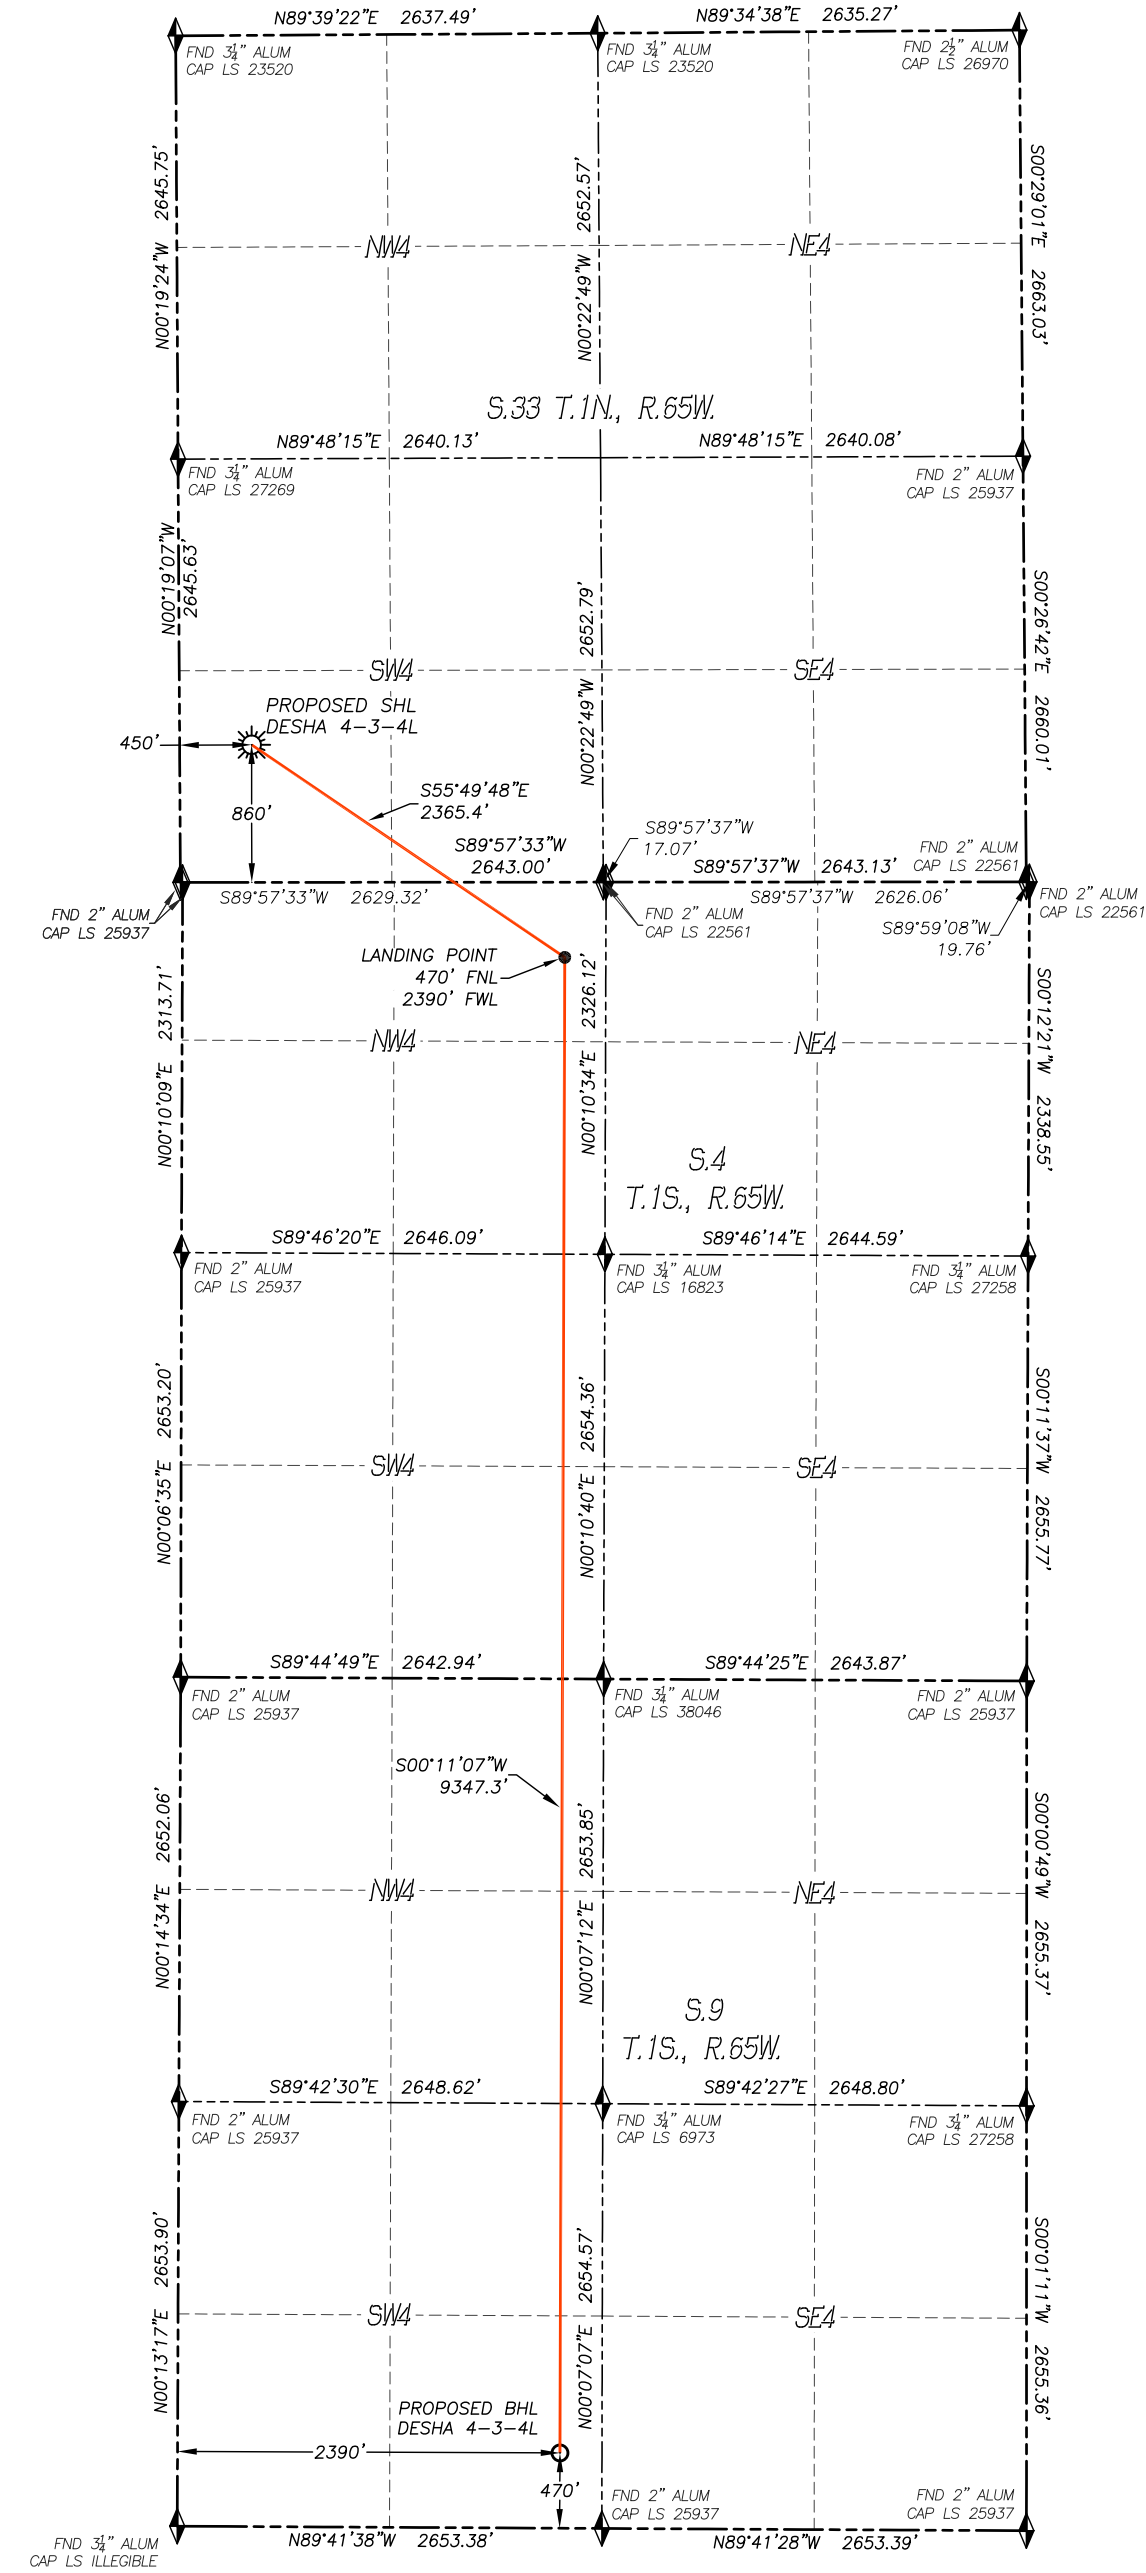 N89°39'22"E 2637.49'
N89°34'38"E 2635.27'
FND 3¼" ALUM
CAP LS 23520
FND 3¼" ALUM
CAP LS 23520
FND 2½" ALUM
CAP LS 26970
N00°19'24"W 2645.75'
N00°22'49"W 2652.57'
S00°29'01"E 2663.03'
NW4
NE4
S.33 T.1N., R.65W.
N89°48'15"E 2640.13'
N89°48'15"E 2640.08'
FND 3¼" ALUM
CAP LS 27269
FND 2" ALUM
CAP LS 25937
N00°19'07"W
2645.63'
N00°22'49"W 2652.79'
S00°26'42"E 2660.01'
SW4
SE4
PROPOSED SHL
DESHA 4-3-4L
450'
860'
S55°49'48"E
2365.4'
S89°57'33"W
2643.00'
S89°57'37"W
17.07'
S89°57'37"W 2643.13'
FND 2" ALUM
CAP LS 22561
S89°57'33"W 2629.32'
S89°57'37"W 2626.06'
FND 2" ALUM
CAP LS 22561
FND 2" ALUM
CAP LS 25937
FND 2" ALUM
CAP LS 22561
S89°59'08"W
19.76'
LANDING POINT
470' FNL
2390' FWL
N00°10'09"E 2313.71'
N00°10'34"E 2326.12'
S00°12'21"W 2338.55'
NW4
NE4
S.4
T.1S., R.65W.
S89°46'20"E 2646.09'
S89°46'14"E 2644.59'
FND 2" ALUM
CAP LS 25937
FND 3¼" ALUM
CAP LS 16823
FND 3¼" ALUM
CAP LS 27258
N00°06'35"E 2653.20'
N00°10'40"E 2654.36'
S00°11'37"W 2655.77'
SW4
SE4
S89°44'49"E 2642.94'
S89°44'25"E 2643.87'
FND 2" ALUM
CAP LS 25937
FND 3¼" ALUM
CAP LS 38046
FND 2" ALUM
CAP LS 25937
S00°11'07"W
9347.3'
N00°14'34"E 2652.06'
N00°07'12"E 2653.85'
S00°00'49"W 2655.37'
NW4
NE4
S.9
T.1S., R.65W.
S89°42'30"E 2648.62'
S89°42'27"E 2648.80'
FND 2" ALUM
CAP LS 25937
FND 3¼" ALUM
CAP LS 6973
FND 3¼" ALUM
CAP LS 27258
N00°13'17"E 2653.90'
N00°07'07"E 2654.57'
S00°01'11"W 2655.36'
SW4
SE4
PROPOSED BHL
DESHA 4-3-4L
2390'
470'
FND 2" ALUM
CAP LS 25937
FND 2" ALUM
CAP LS 25937
N89°41'38"W 2653.38'
N89°41'28"W 2653.39'
FND 3¼" ALUM
CAP LS ILLEGIBLE